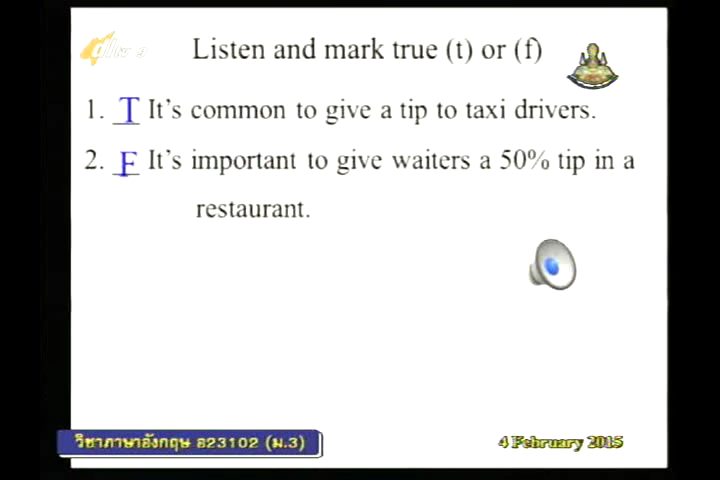 Listen and mark true (t) or (f)
1. T It's common to give a tip to taxi drivers.
2. F It's important to give waiters a 50% tip in a
restaurant.
วิชาภาษาอังกฤษ อ23102 (ม.3)
4 February 2015